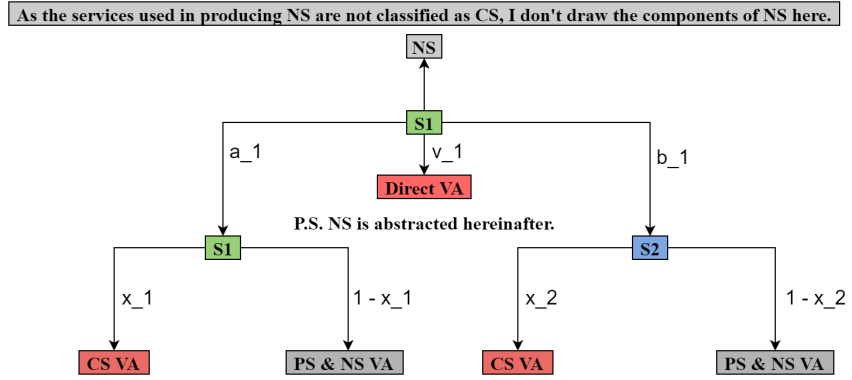 As the services used in producing NS are not classified as CS, I don't draw the components of NS here.
NS
S1
a_1
v_1
b_1
Direct VA
P.S. NS is abstracted hereinafter.
S1
S2
x_1
1 - x_1
x_2
1 - x_2
CS VA
PS & NS VA
CS VA
PS & NS VA